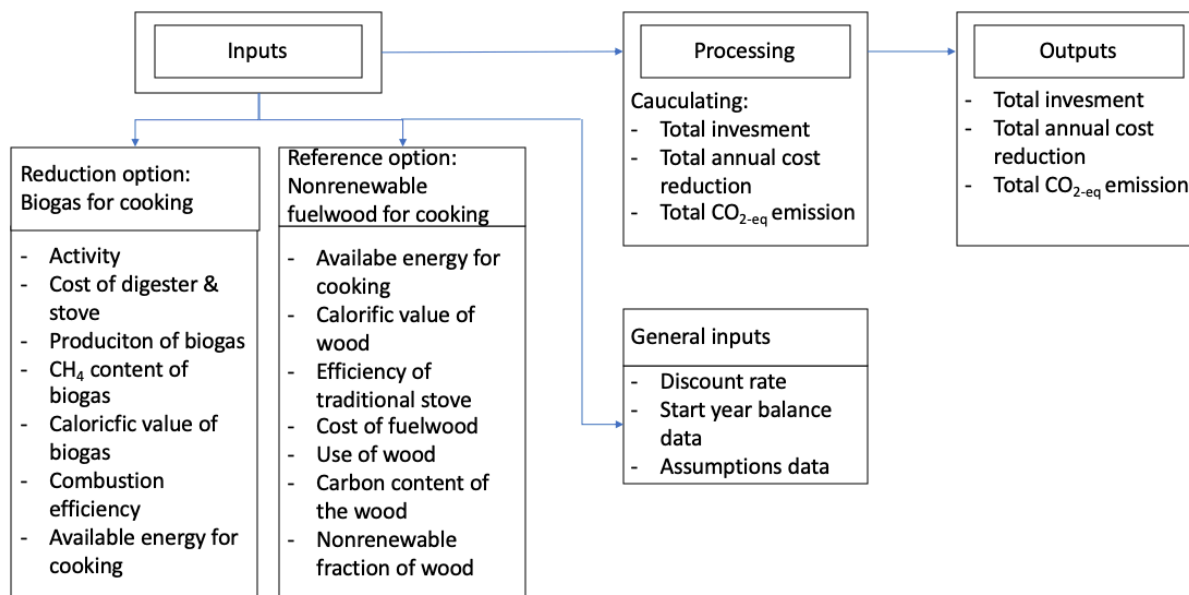 Inputs
Processing
Cauculating:
- Total invesment
- Total annual cost
reduction
- Total CO2-eq emission
Outputs
- Total invesment
- Total annual cost
reduction
- Total CO2-eq emission
Reduction option:
Biogas for cooking
- Activity
- Cost of digester &
stove
- Produciton of biogas
- CH4 content of
biogas
- Caloricfic value of
biogas
- Combustion
efficiency
- Available energy for
cooking
Reference option:
Nonrenewable
fuelwood for cooking
- Availabe energy for
cooking
- Calorific value of
wood
- Efficiency of
traditional stove
- Cost of fuelwood
- Use of wood
- Carbon content of
the wood
- Nonrenewable
fraction of wood
General inputs
- Discount rate
- Start year balance
data
- Assumptions data